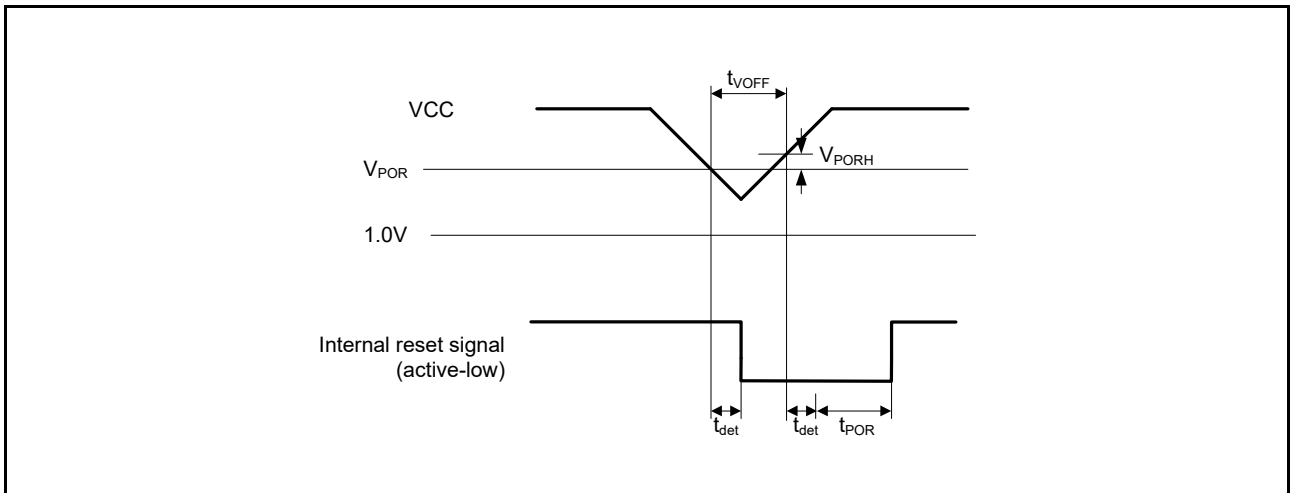 tVOFF
VCC
VPORH
VPOR
1.0V
Internal reset signal
(active-low)
tdet
tdet
tPOR